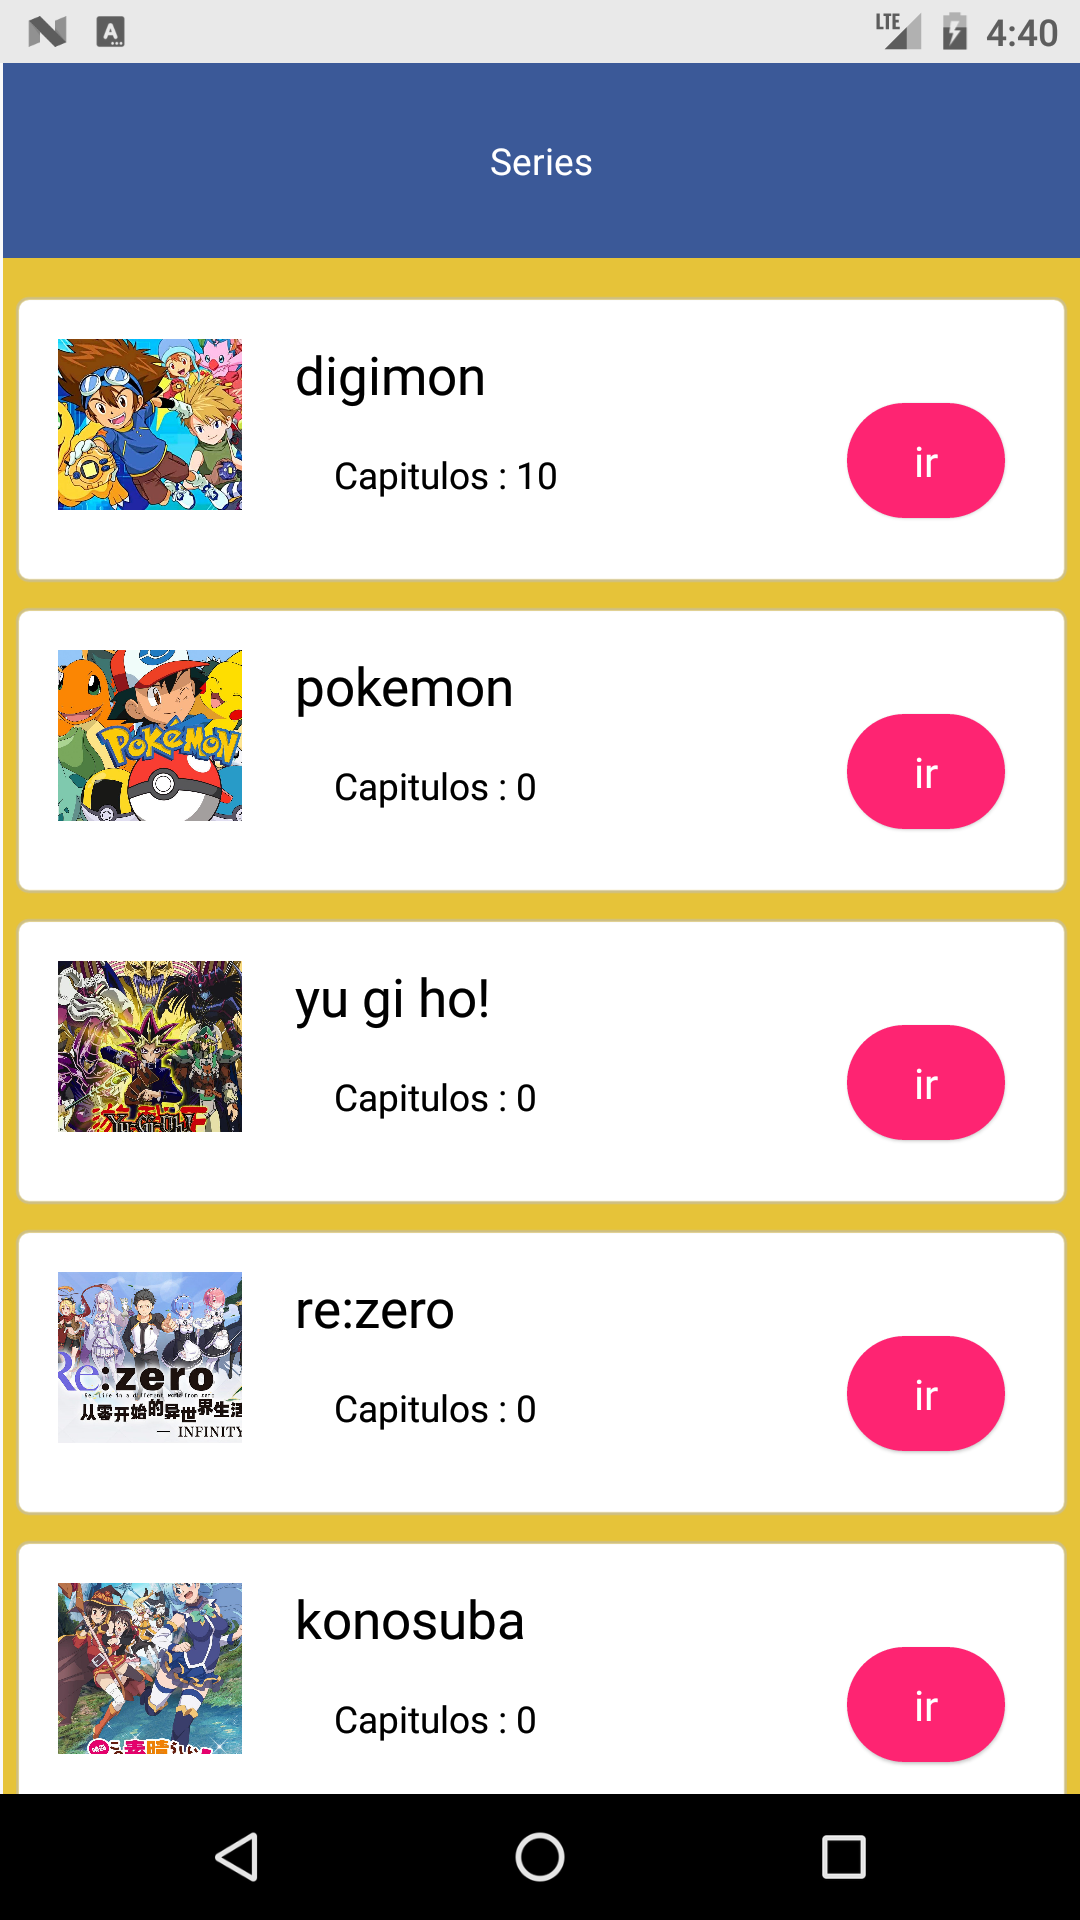 LTE 4:40
Series
digimon
Capitulos : 10
ir
POKéMON
pokemon
Capitulos : 0
ir
yu gi ho!
Capitulos : 0
ir
Re:zero
从零开始的异世界生活
— INFINITY
re:zero
Capitulos : 0
ir
konosuba
Capitulos : 0
ir